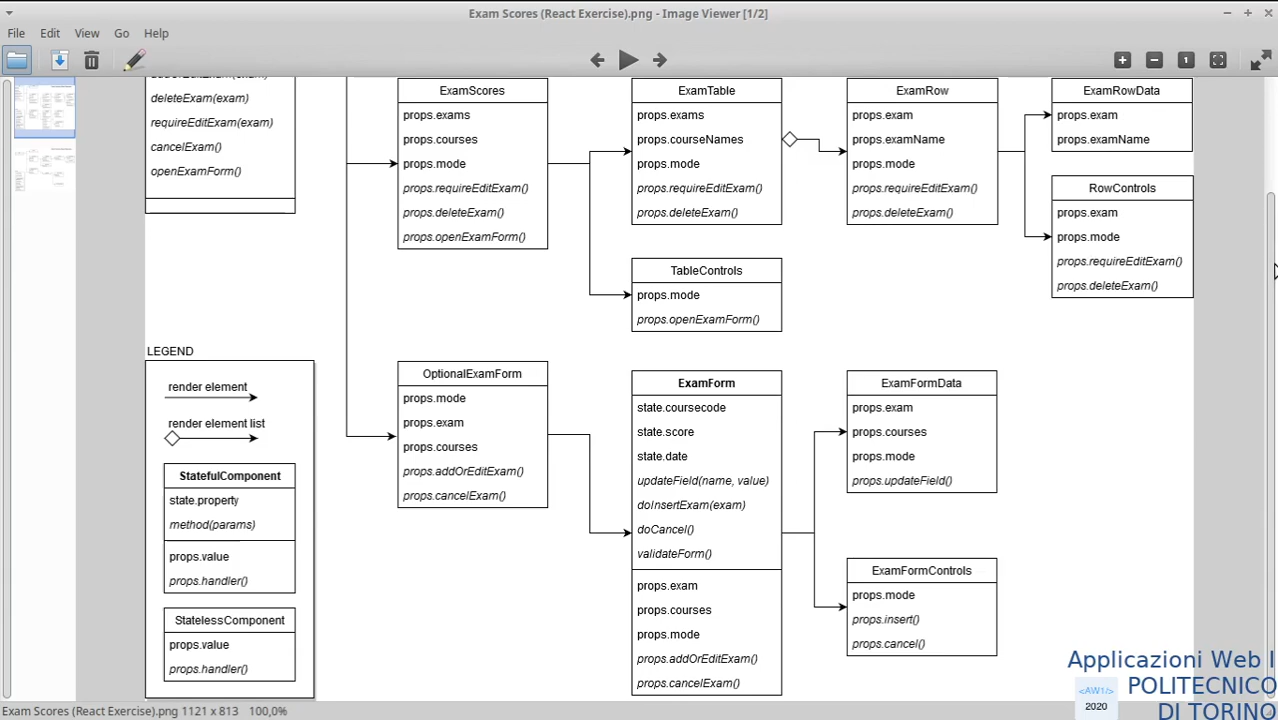 Exam Scores (React Exercise).png - Image Viewer [1/2]
File Edit View Go Help
deleteExam(exam)
requireEditExam(exam)
cancelExam()
openExamForm()
ExamScores
props.exams
props.courses
props.mode
props.requireEditExam()
props.deleteExam()
props.openExamForm()
ExamTable
props.exams
props.courseNames
props.mode
props.requireEditExam()
props.deleteExam()
ExamRow
props.exam
props.examName
props.mode
props.requireEditExam()
props.deleteExam()
ExamRowData
props.exam
props.examName
RowControls
props.exam
props.mode
props.requireEditExam()
props.deleteExam()
TableControls
props.mode
props.openExamForm()
LEGEND
render element
render element list
StatefulComponent
state.property
method(params)
props.value
props.handler()
StatelessComponent
props.value
props.handler()
OptionalExamForm
props.mode
props.exam
props.courses
props.addOrEditExam()
props.cancelExam()
ExamForm
state.coursecode
state.score
state.date
updateField(name, value)
doInsertExam(exam)
doCancel()
validateForm()
props.exam
props.courses
props.mode
props.addOrEditExam()
props.cancelExam()
ExamFormData
props.exam
props.courses
props.mode
props.updateField()
ExamFormControls
props.mode
props.insert()
props.cancel()
Applicazioni Web I
<AW1/>
2020
POLITECNICO
DI TORINO
Exam Scores (React Exercise).png 1121 x 813 100,0%